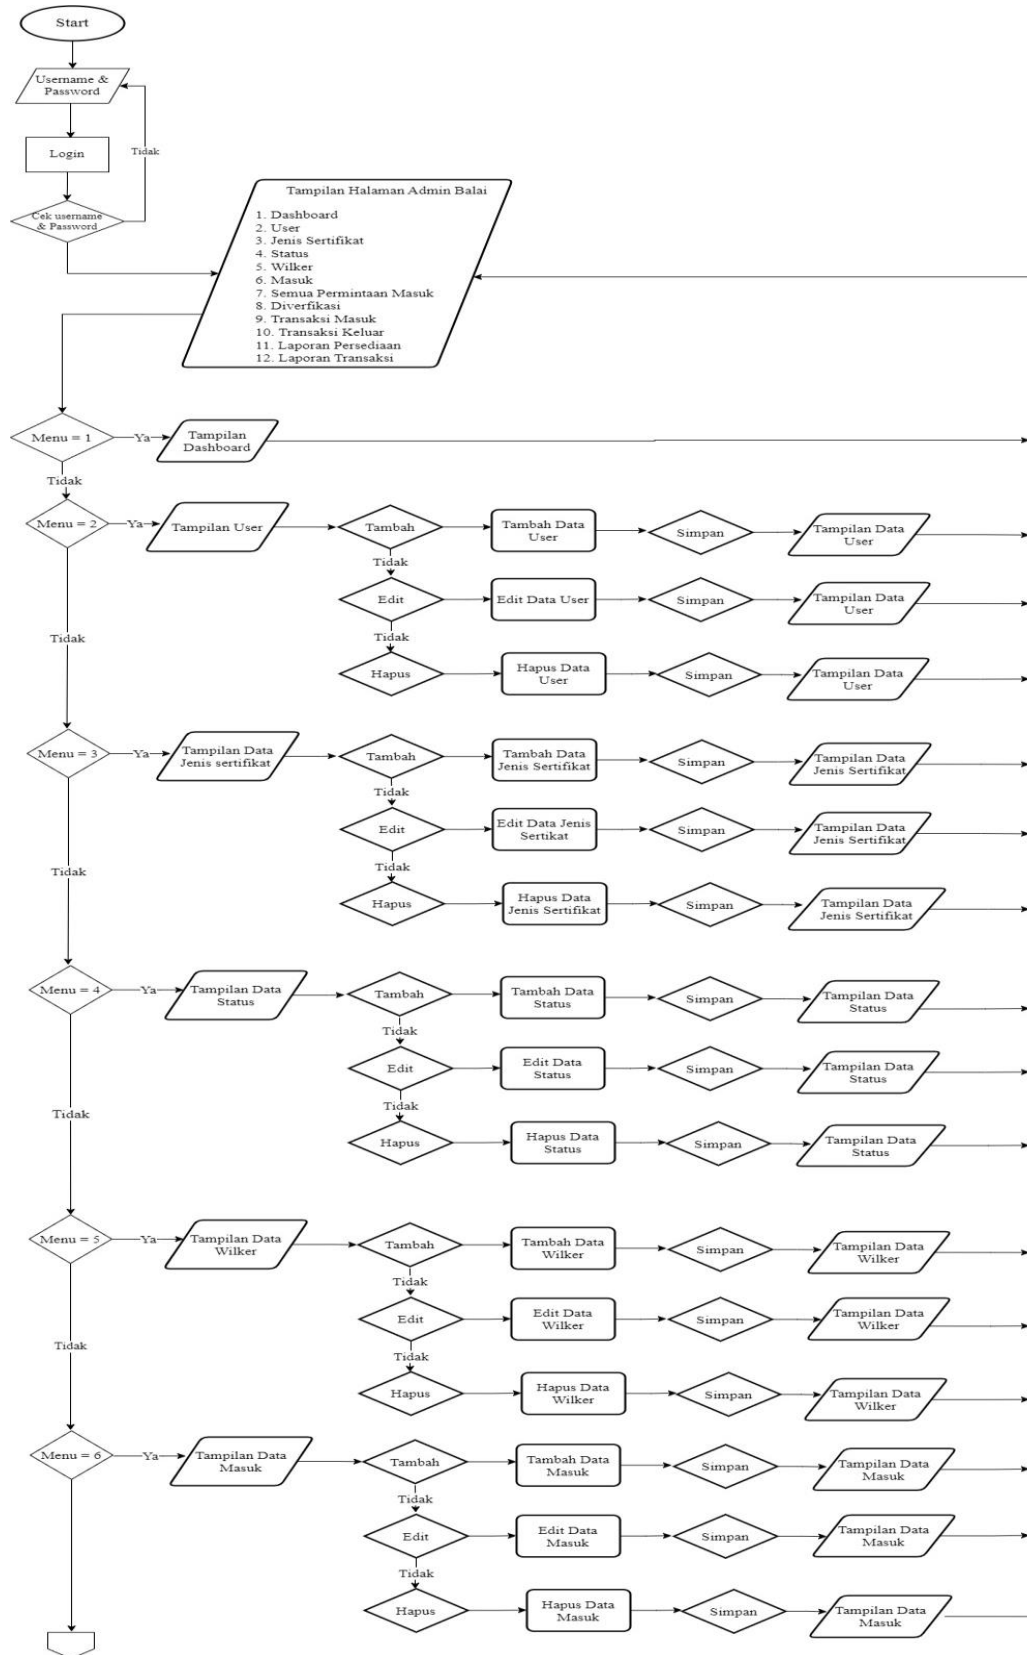 Start
Username &
Password
Login
Tidak
Cek username
& Password
Tampilan Halaman Admin Balai
1. Dashboard
2. User
3. Jenis Sertifikat
4. Status
5. Wilker
6. Masuk
7. Semua Permintaan Masuk
8. Diverfikasi
9. Transaksi Masuk
10. Transaksi Keluar
11. Laporan Persediaan
12. Laporan Transaksi
Menu = 1
Ya
Tampilan
Dashboard
Tidak
Menu = 2
Ya
Tampilan User
Tambah
Tambah Data
User
Simpan
Tampilan Data
User
Tidak
Edit
Edit Data User
Simpan
Tampilan Data
User
Tidak
Tidak
Hapus
Hapus Data
User
Simpan
Tampilan Data
User
Menu = 3
Ya
Tampilan Data
Jenis sertifikat
Tambah
Tambah Data
Jenis Sertifikat
Simpan
Tampilan Data
Jenis Sertifikat
Tidak
Edit
Edit Data Jenis
Sertikat
Simpan
Tampilan Data
Jenis Sertifikat
Tidak
Tidak
Hapus
Hapus Data
Jenis Sertifikat
Simpan
Tampilan Data
Jenis Sertifikat
Menu = 4
Ya
Tampilan Data
Status
Tambah
Tambah Data
Status
Simpan
Tampilan Data
Status
Tidak
Edit
Edit Data
Status
Simpan
Tampilan Data
Status
Tidak
Tidak
Hapus
Hapus Data
Status
Simpan
Tampilan Data
Status
Menu = 5
Ya
Tampilan Data
Wilker
Tambah
Tambah Data
Wilker
Simpan
Tampilan Data
Wilker
Tidak
Edit
Edit Data
Wilker
Simpan
Tampilan Data
Wilker
Tidak
Tidak
Hapus
Hapus Data
Wilker
Simpan
Tampilan Data
Wilker
Menu = 6
Ya
Tampilan Data
Masuk
Tambah
Tambah Data
Masuk
Simpan
Tampilan Data
Masuk
Tidak
Edit
Edit Data
Masuk
Simpan
Tampilan Data
Masuk
Tidak
Hapus
Hapus Data
Masuk
Simpan
Tampilan Data
Masuk